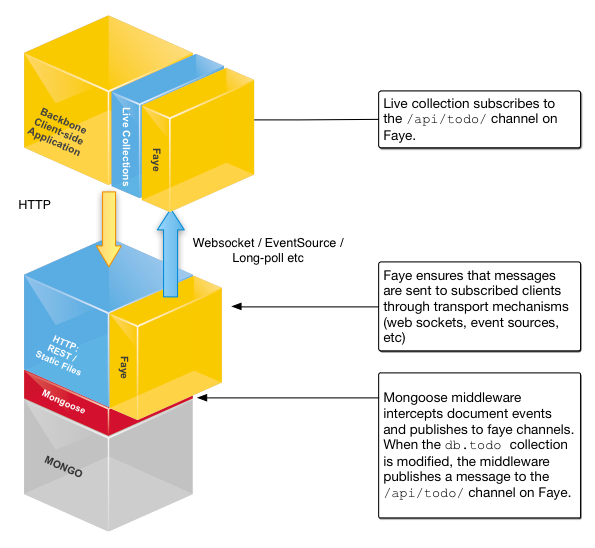 Backbone
Client-side
Application
Live Collections
Faye
Live collection subscribes to
the /api/todo/ channel on
Faye.
HTTP
Websocket / EventSource /
Long-poll etc
HTTP:
REST /
Static Files
Faye
Faye ensures that messages
are sent to subscribed clients
through transport mechanisms
(web sockets, event sources,
etc)
Mongoose
MONGO
Mongoose middleware
intercepts document events
and publishes to faye channels.
When the db.todo collection
is modified, the middleware
publishes a message to the
/api/todo/ channel on Faye.